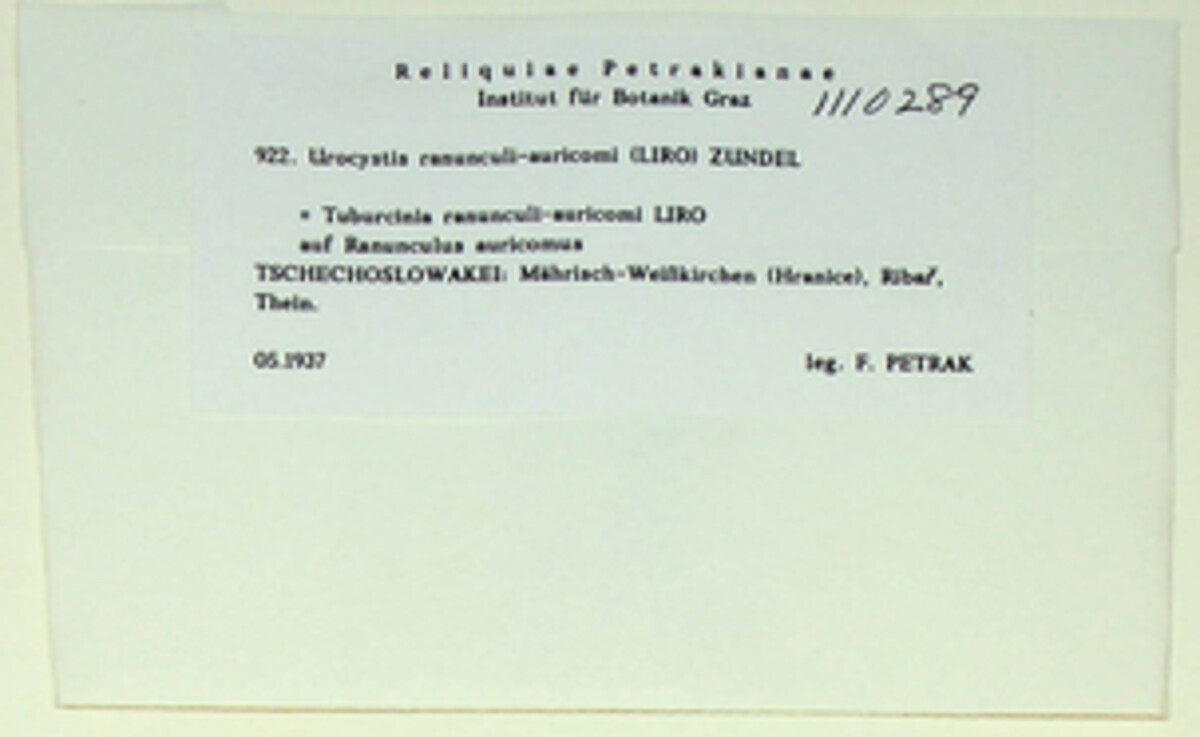 Reliquiae Petrakianae
Institut für Botanik Graz
1110289
922. Urocystis ranunculi-auricomi (LIRO) ZUNDEL
= Tuburcinia ranunculi-auricomi LIRO
auf Ranunculus auricomus
TSCHECHOSLOWAKEI: Mährisch-Weißkirchen (Hranice),
Thein.
05.1937
leg. F. PETRAK